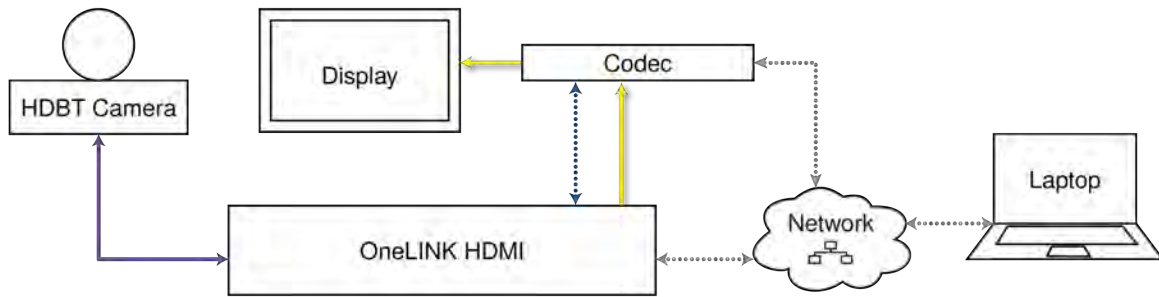 Codec
Display
HDBT Camera
Laptop
Network
OneLINK HDMI